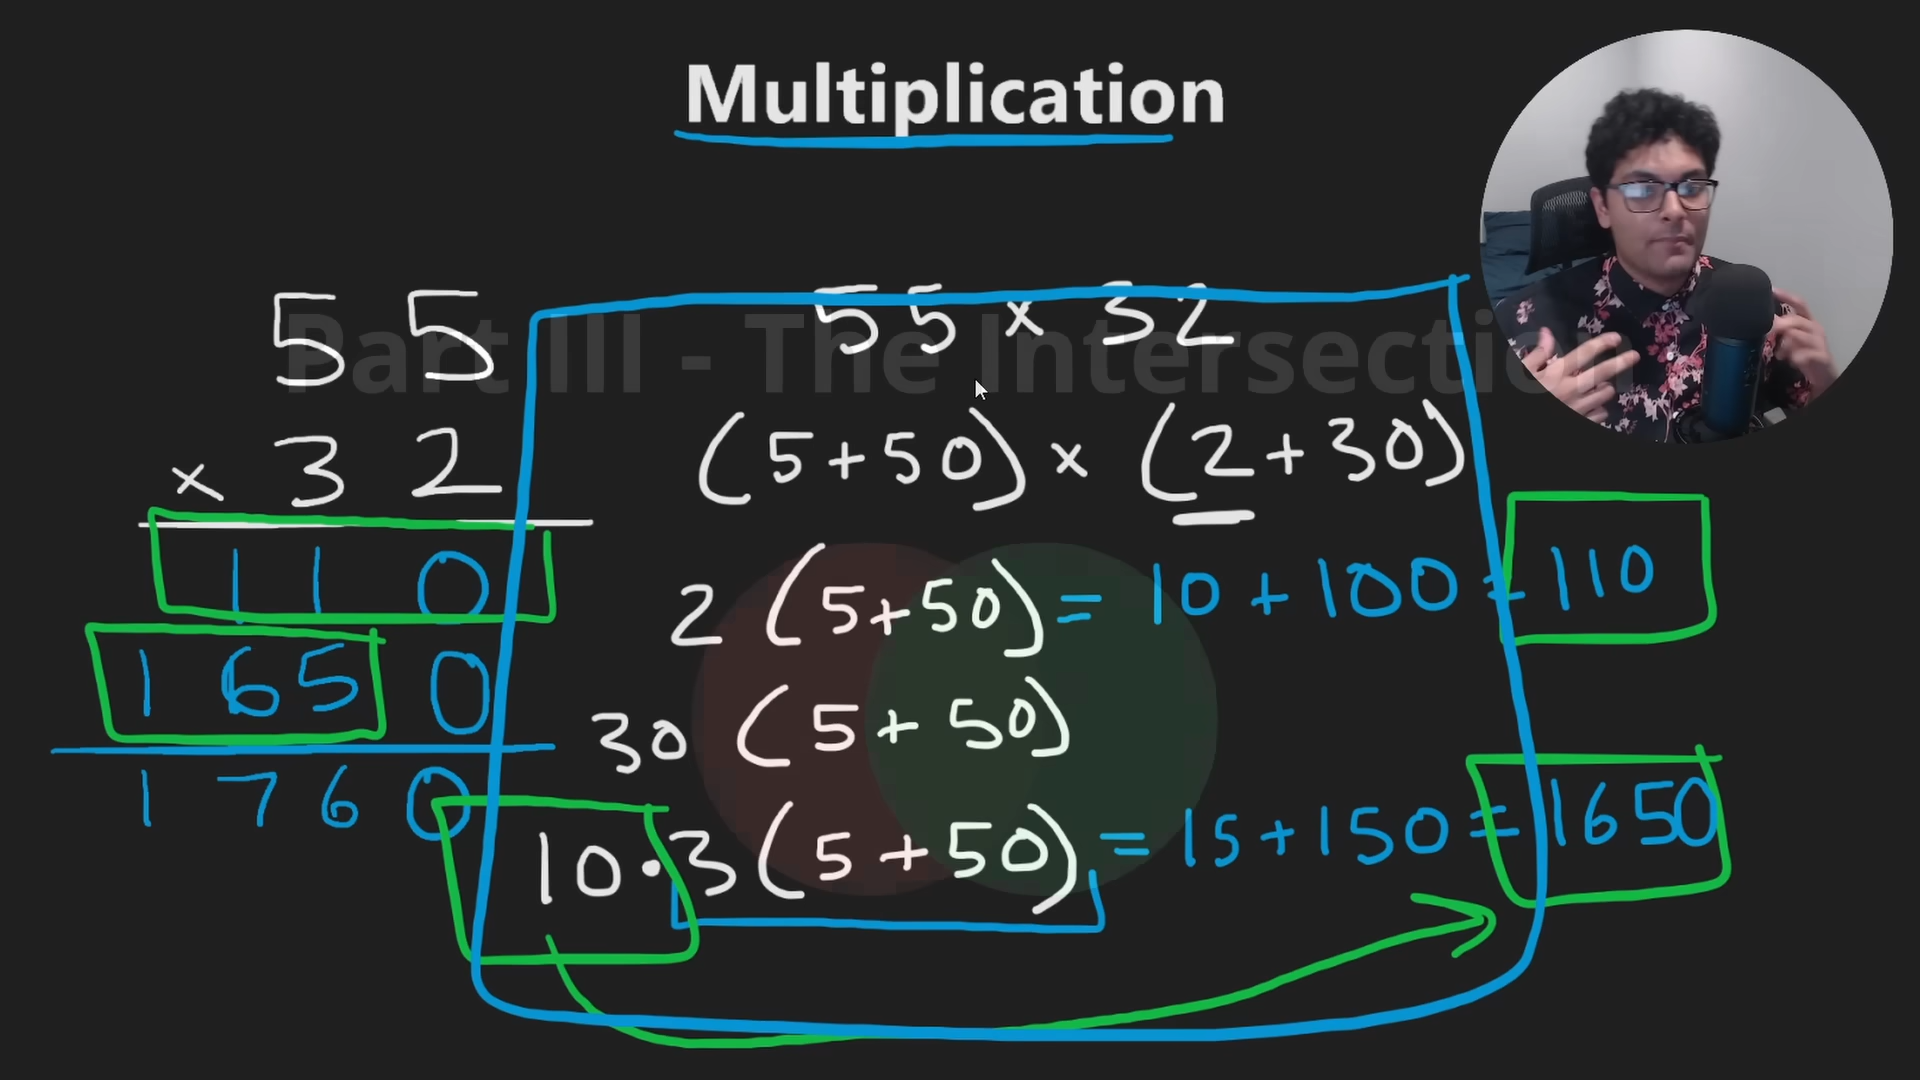 Multiplication
55
× 32
110
1650
1760
Part III - The Intersection
55 × 32
(5+50) × (2+30)
2 (5+50) = 10 + 100 = 110
30 (5 + 50)
10 · 3 (5 + 50) = 15 + 150 = 1650